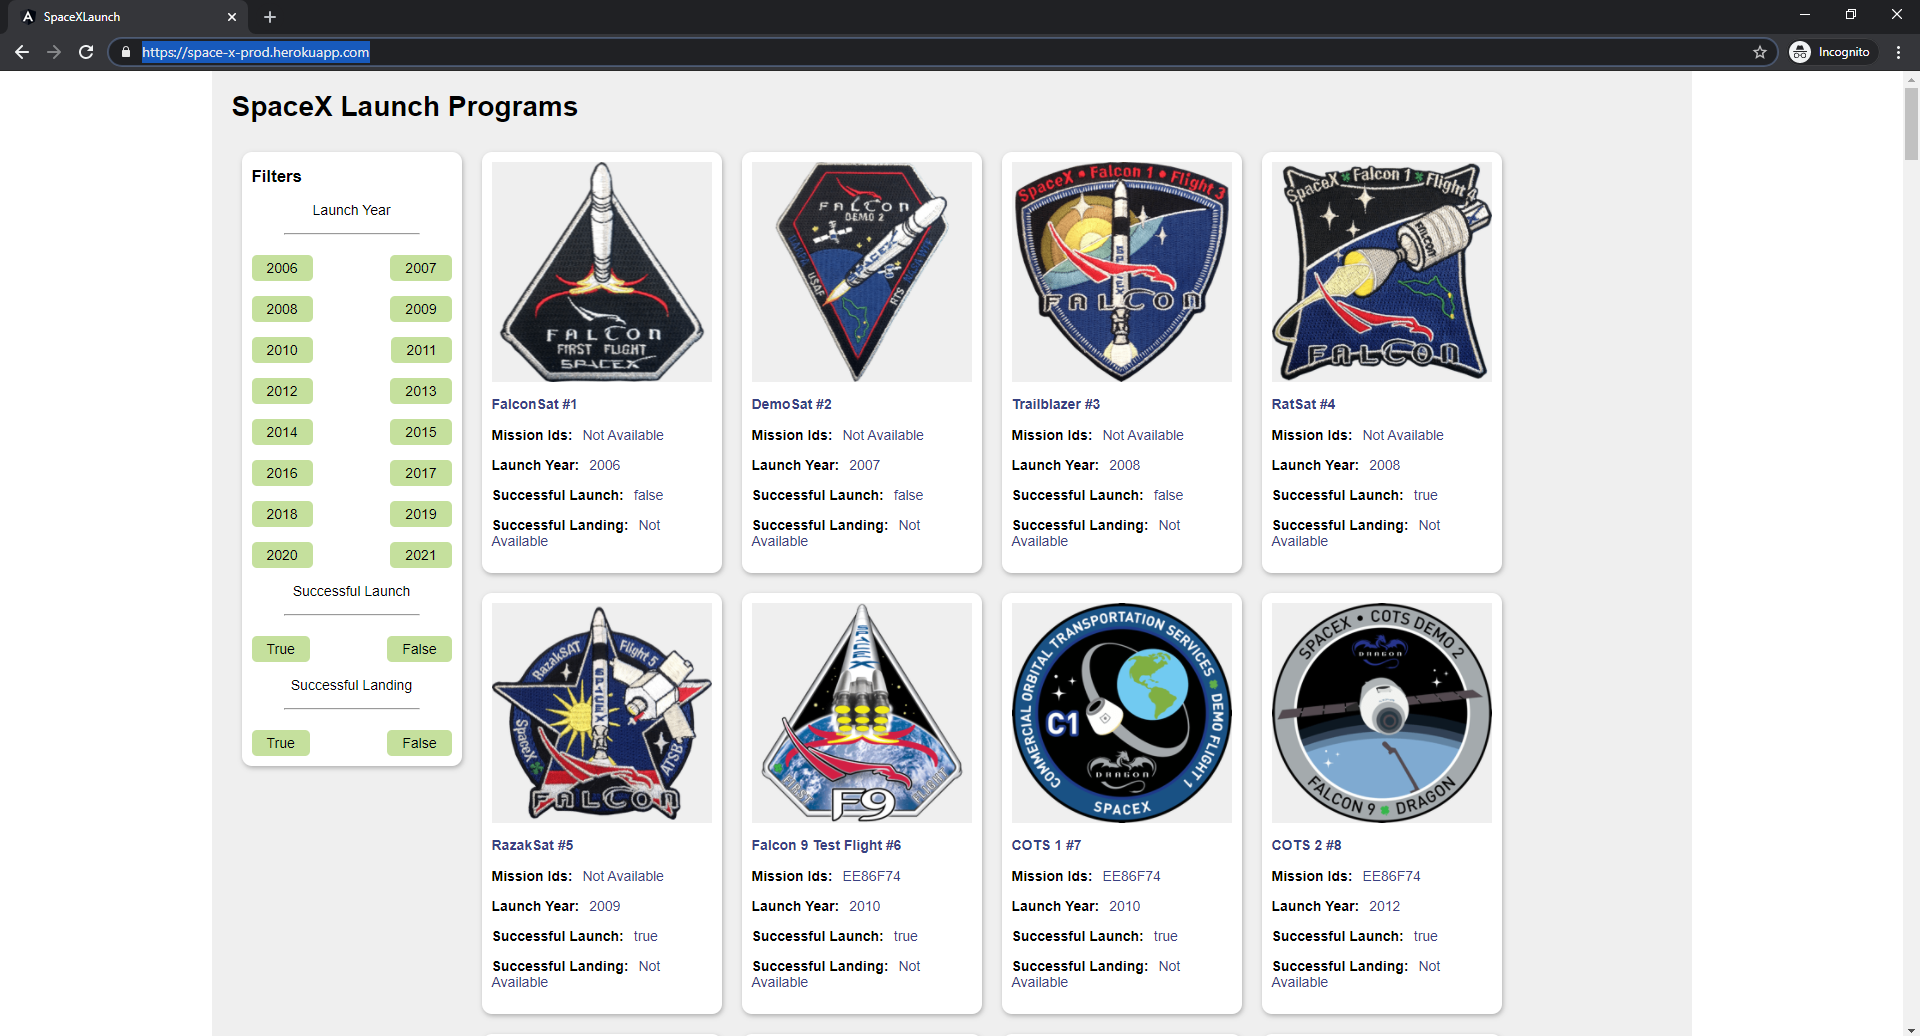 SpaceXLaunch
https://space-x-prod.herokuapp.com
Incognito
SpaceX Launch Programs
Filters
Launch Year
2006 2007
2008 2009
2010 2011
2012 2013
2014 2015
2016 2017
2018 2019
2020 2021
Successful Launch
True False
Successful Landing
True False
FALCON
FIRST FLIGHT
SPACEX
FalconSat #1
Mission Ids: Not Available
Launch Year: 2006
Successful Launch: false
Successful Landing: Not
Available
FALCON
DEMO 2
SPACEX
USAF
RTS
DemoSat #2
Mission Ids: Not Available
Launch Year: 2007
Successful Launch: false
Successful Landing: Not
Available
SpaceX • Falcon 1 • Flight 3
SPACEX
FALCON
Trailblazer #3
Mission Ids: Not Available
Launch Year: 2008
Successful Launch: false
Successful Landing: Not
Available
SpaceX Falcon 1 Flight 4
FALCON
FALCON
RatSat #4
Mission Ids: Not Available
Launch Year: 2008
Successful Launch: true
Successful Landing: Not
Available
RazakSAT Flight 5
SPACEX
SpaceX
ATSB
FALCON
RazakSat #5
Mission Ids: Not Available
Launch Year: 2009
Successful Launch: true
Successful Landing: Not
Available
SPACEX
FIRST F9 FLIGHT
Falcon 9 Test Flight #6
Mission Ids: EE86F74
Launch Year: 2010
Successful Launch: true
Successful Landing: Not
Available
COMMERCIAL ORBITAL TRANSPORTATION SERVICES DEMO FLIGHT 1
C1
DRAGON
SPACEX
COTS 1 #7
Mission Ids: EE86F74
Launch Year: 2010
Successful Launch: true
Successful Landing: Not
Available
SPACEX • COTS DEMO 2
DRAGON
FALCON 9 DRAGON
COTS 2 #8
Mission Ids: EE86F74
Launch Year: 2012
Successful Launch: true
Successful Landing: Not
Available